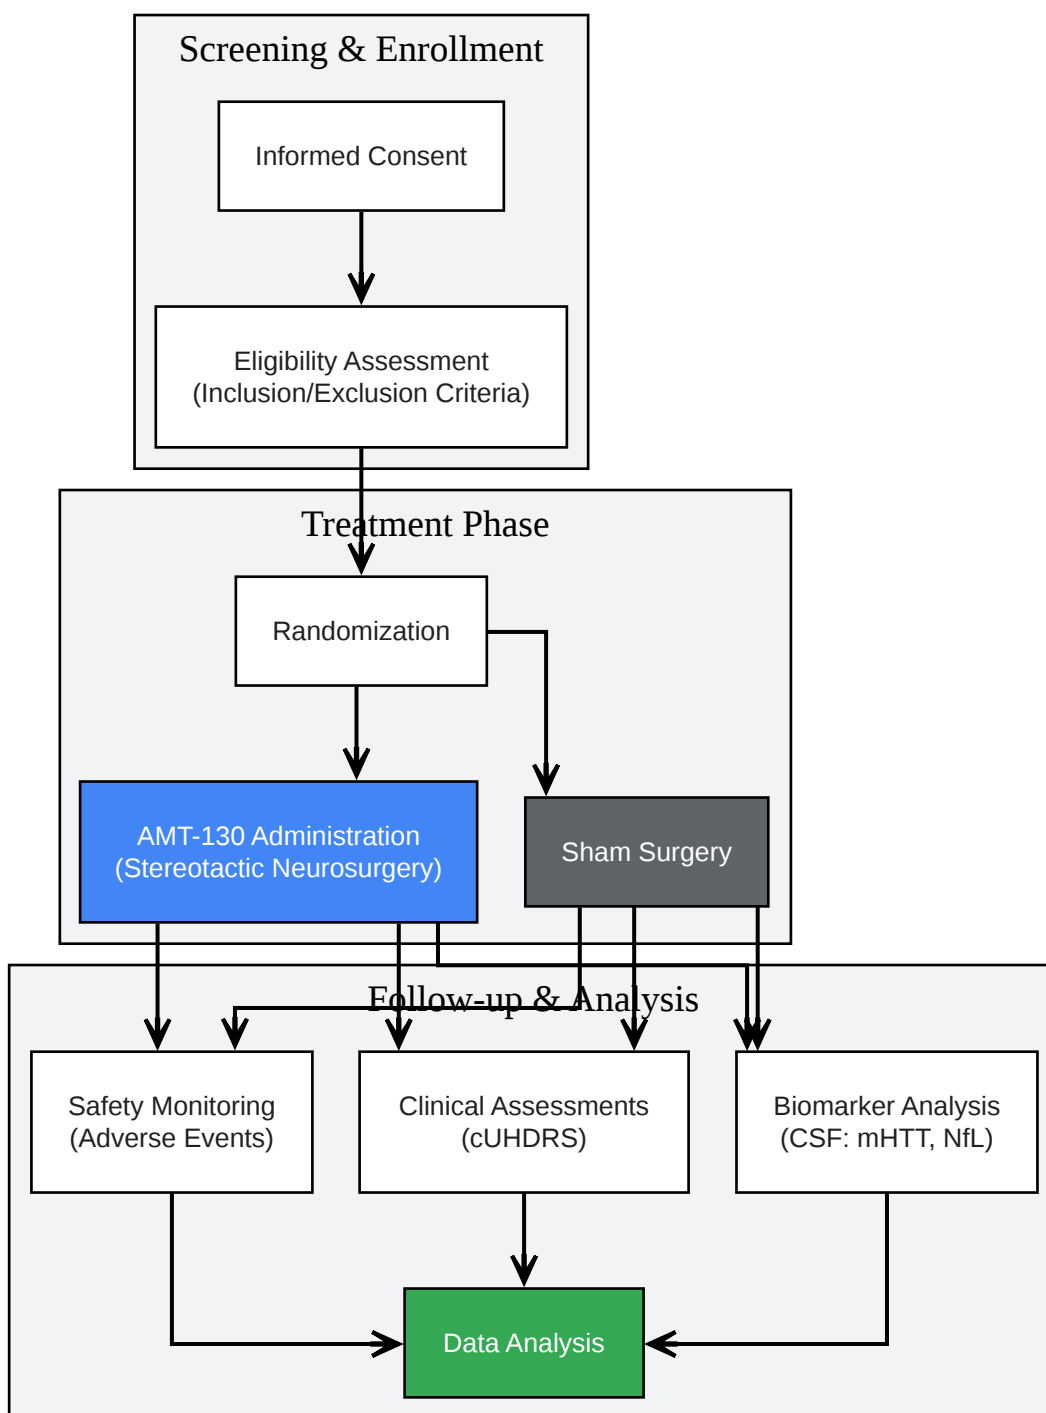 Screening & Enrollment
Informed Consent
Eligibility Assessment
(Inclusion/Exclusion Criteria)
Treatment Phase
Randomization
AMT-130 Administration
(Stereotactic Neurosurgery)
Sham Surgery
Follow-up & Analysis
Safety Monitoring
(Adverse Events)
Clinical Assessments
(cUHDRS)
Biomarker Analysis
(CSF: mHTT, NfL)
Data Analysis